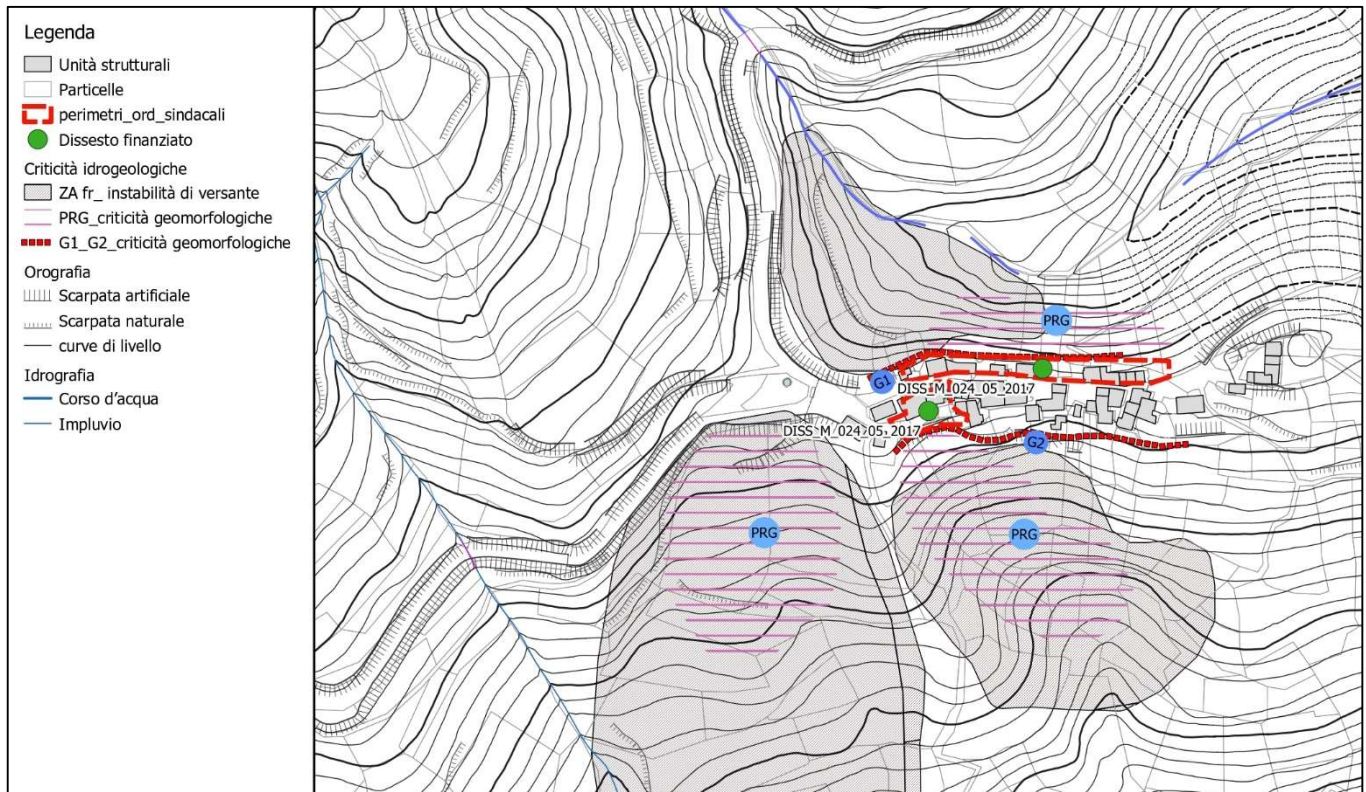 Legenda
Unità strutturali
Particelle
perimetri_ord_sindacali
Dissesto finanziato
Criticità idrogeologiche
ZA fr_ instabilità di versante
PRG_criticità geomorfologiche
G1_G2_criticità geomorfologiche
Orografia
Scarpata artificiale
Scarpata naturale
curve di livello
Idrografia
Corso d'acqua
Impluvio
PRG
G1
DISS_M_024_05_2017
DISS_M_024_05_2017
G2
PRG
PRG